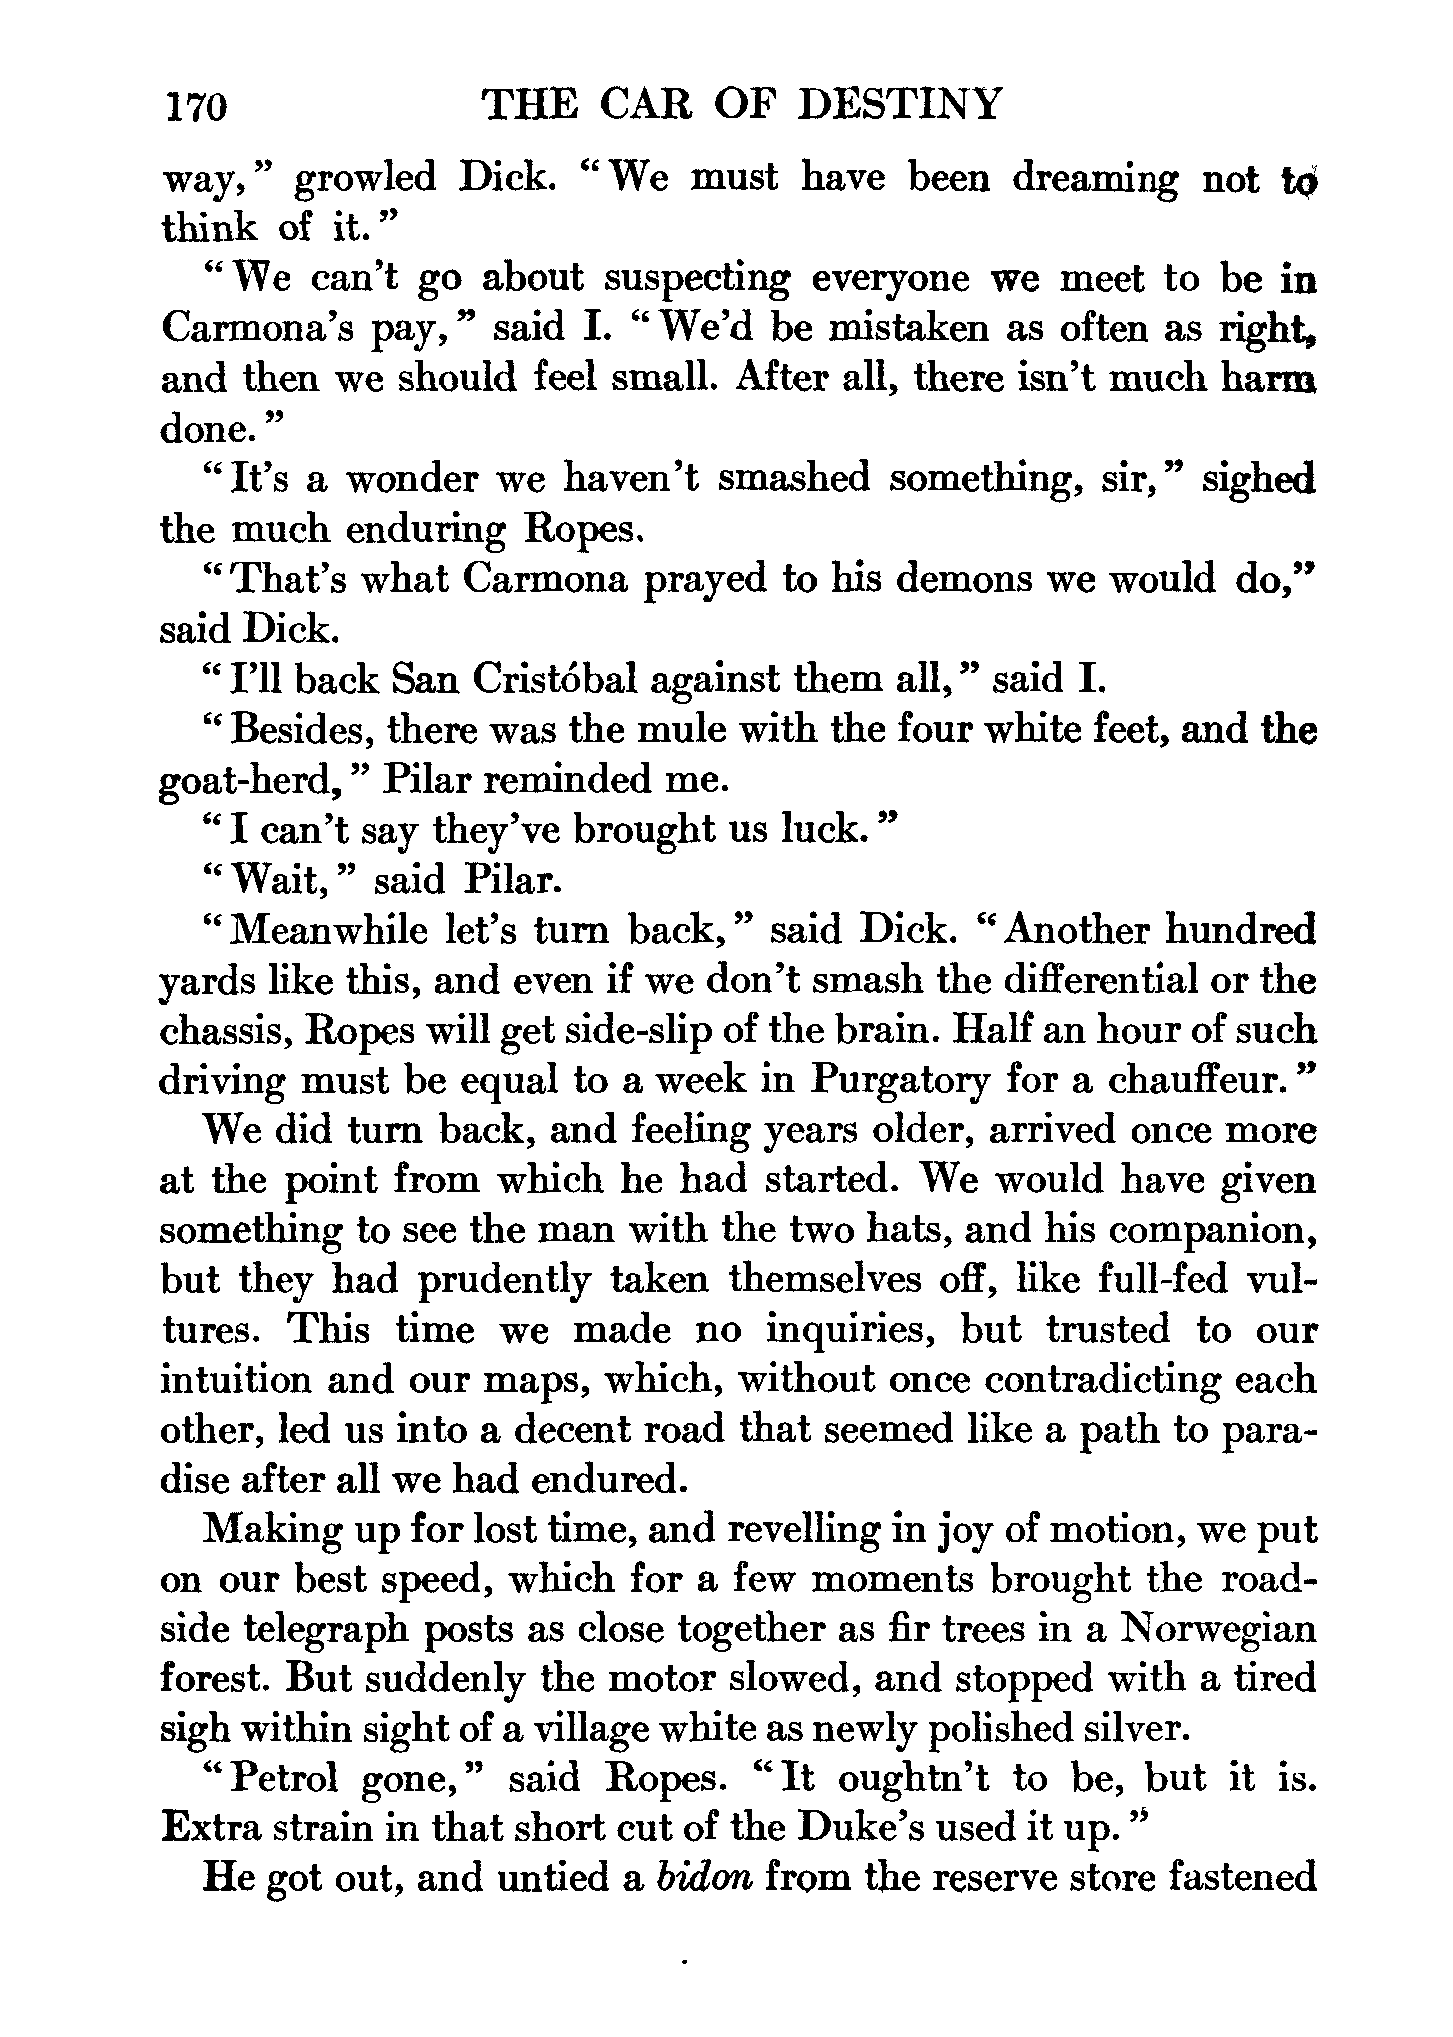 170 THE CAR OF DESTINY
way," growled Dick. "We must have been dreaming not to
think of it."
"We can't go about suspecting everyone we meet to be in
Carmona's pay," said I. "We'd be mistaken as often as right,
and then we should feel small. After all, there isn't much harm
done."
"It's a wonder we haven't smashed something, sir," sighed
the much enduring Ropes.
"That's what Carmona prayed to his demons we would do,"
said Dick.
"I'll back San Cristóbal against them all," said I.
"Besides, there was the mule with the four white feet, and the
goat-herd," Pilar reminded me.
"I can't say they've brought us luck."
"Wait," said Pilar.
"Meanwhile let's turn back," said Dick. "Another hundred
yards like this, and even if we don't smash the differential or the
chassis, Ropes will get side-slip of the brain. Half an hour of such
driving must be equal to a week in Purgatory for a chauffeur."
We did turn back, and feeling years older, arrived once more
at the point from which he had started. We would have given
something to see the man with the two hats, and his companion,
but they had prudently taken themselves off, like full-fed vul-
tures. This time we made no inquiries, but trusted to our
intuition and our maps, which, without once contradicting each
other, led us into a decent road that seemed like a path to para-
dise after all we had endured.
Making up for lost time, and revelling in joy of motion, we put
on our best speed, which for a few moments brought the road-
side telegraph posts as close together as fir trees in a Norwegian
forest. But suddenly the motor slowed, and stopped with a tired
sigh within sight of a village white as newly polished silver.
"Petrol gone," said Ropes. "It oughtn't to be, but it is.
Extra strain in that short cut of the Duke's used it up."
He got out, and untied a bidon from the reserve store fastened